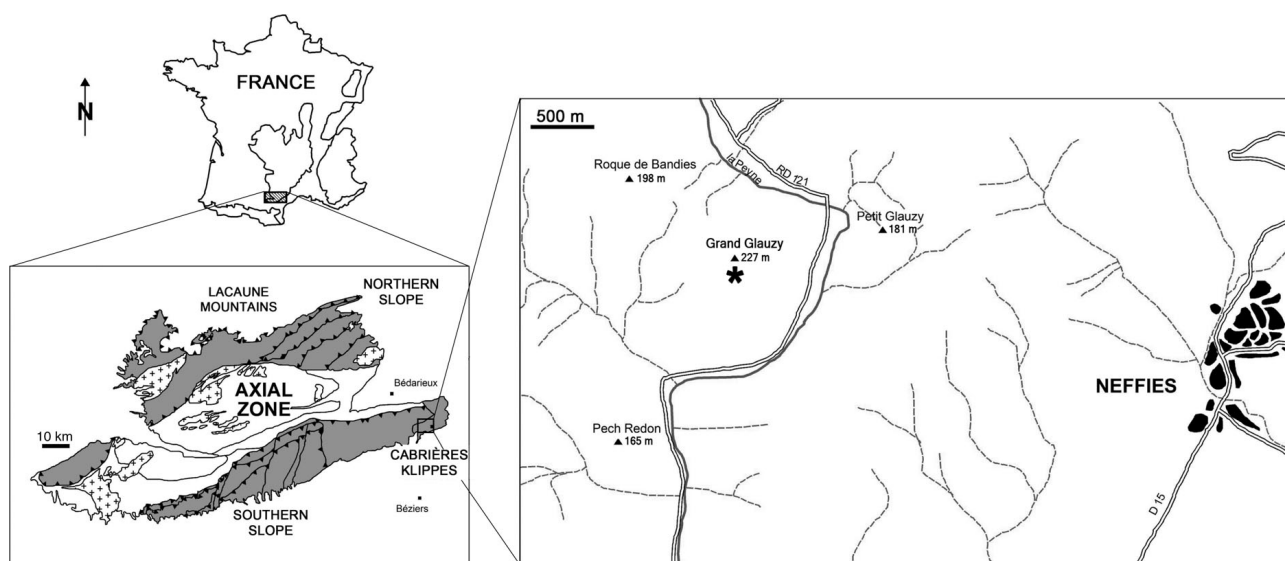 FRANCE
N
LACAUNE
MOUNTAINS
NORTHERN
SLOPE
AXIAL
ZONE
Bédarieux
10 km
CABRIÈRES
KLIPPES
Béziers
SOUTHERN
SLOPE
500 m
Roque de Bandies
198 m
la Peyne
RD 121
Petit Glauzy
181 m
Grand Glauzy
227 m
*
NEFFIES
Pech Redon
165 m
D 15